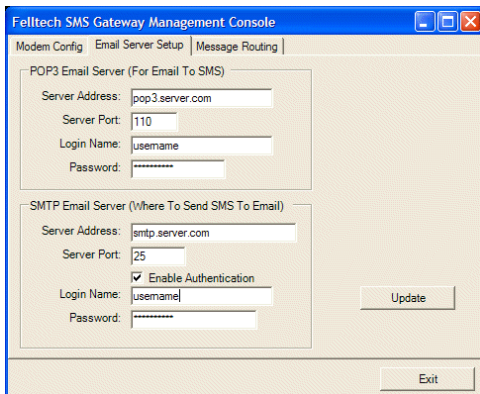 Felltech SMS Gateway Management Console
Modem Config Email Server Setup Message Routing
POP3 Email Server (For Email To SMS)
Server Address: pop3.server.com
Server Port: 110
Login Name: username
Password: **********
SMTP Email Server (Where To Send SMS To Email)
Server Address: smtp.server.com
Server Port: 25
Enable Authentication
Login Name: username
Password: **********
Update
Exit